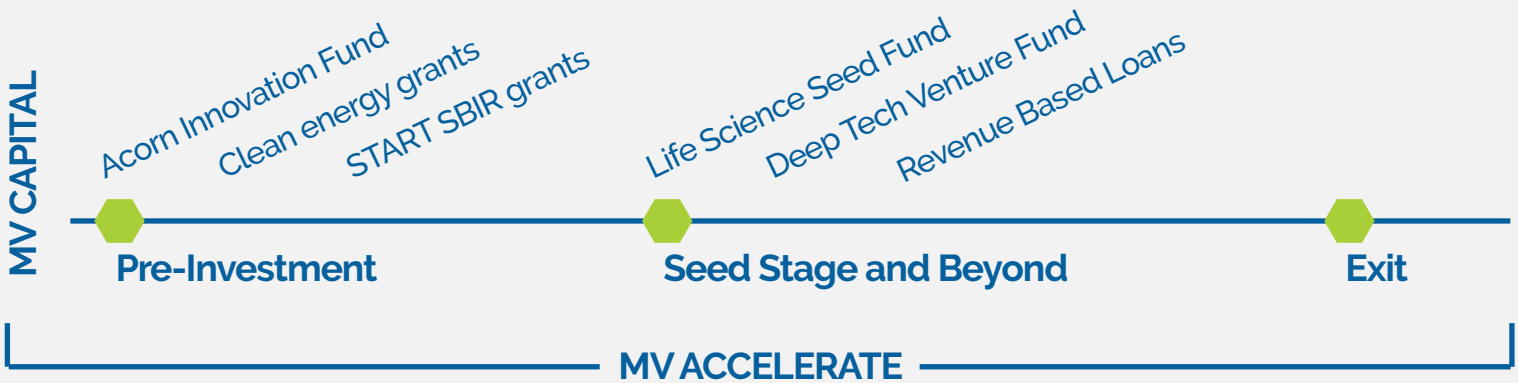 MV CAPITAL
Acorn Innovation Fund
Clean energy grants
START SBIR grants
Life Science Seed Fund
Deep Tech Venture Fund
Revenue Based Loans
Pre-Investment
Seed Stage and Beyond
Exit
MV ACCELERATE